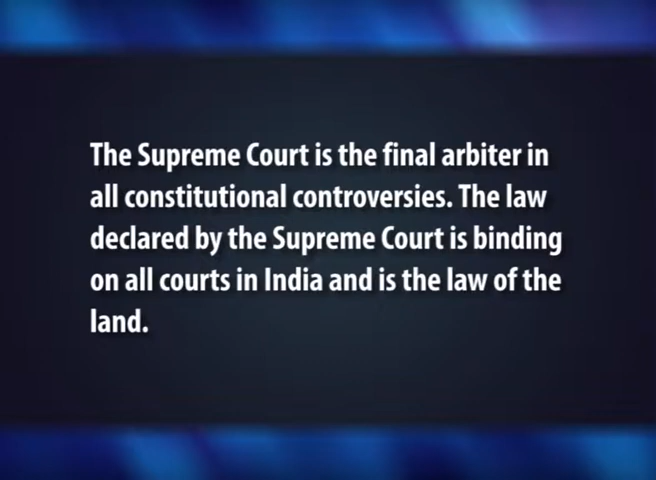 The Supreme Court is the final arbiter in
all constitutional controversies. The law
declared by the Supreme Court is binding
on all courts in India and is the law of the
land.